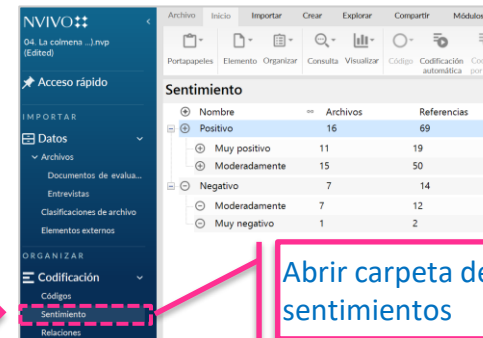 NVIVO
04. La colmena ...).nvp
(Edited)
Acceso rápido
IMPORTAR
Datos
Archivos
Documentos de evalua...
Entrevistas
Clasificaciones de archivo
Elementos externos
ORGANIZAR
Codificación
Códigos
Sentimiento
Relaciones
Archivo Inicio Importar Crear Explorar Compartir Módulos
Portapapeles Elemento Organizar Consulta Visualizar Código Codificación
automática por
Sentimiento
Nombre Archivos Referencias
Positivo 16 69
Muy positivo 11 19
Moderadamente 15 50
Negativo 7 14
Moderadamente 7 12
Muy negativo 1 2
Abrir carpeta de
sentimientos